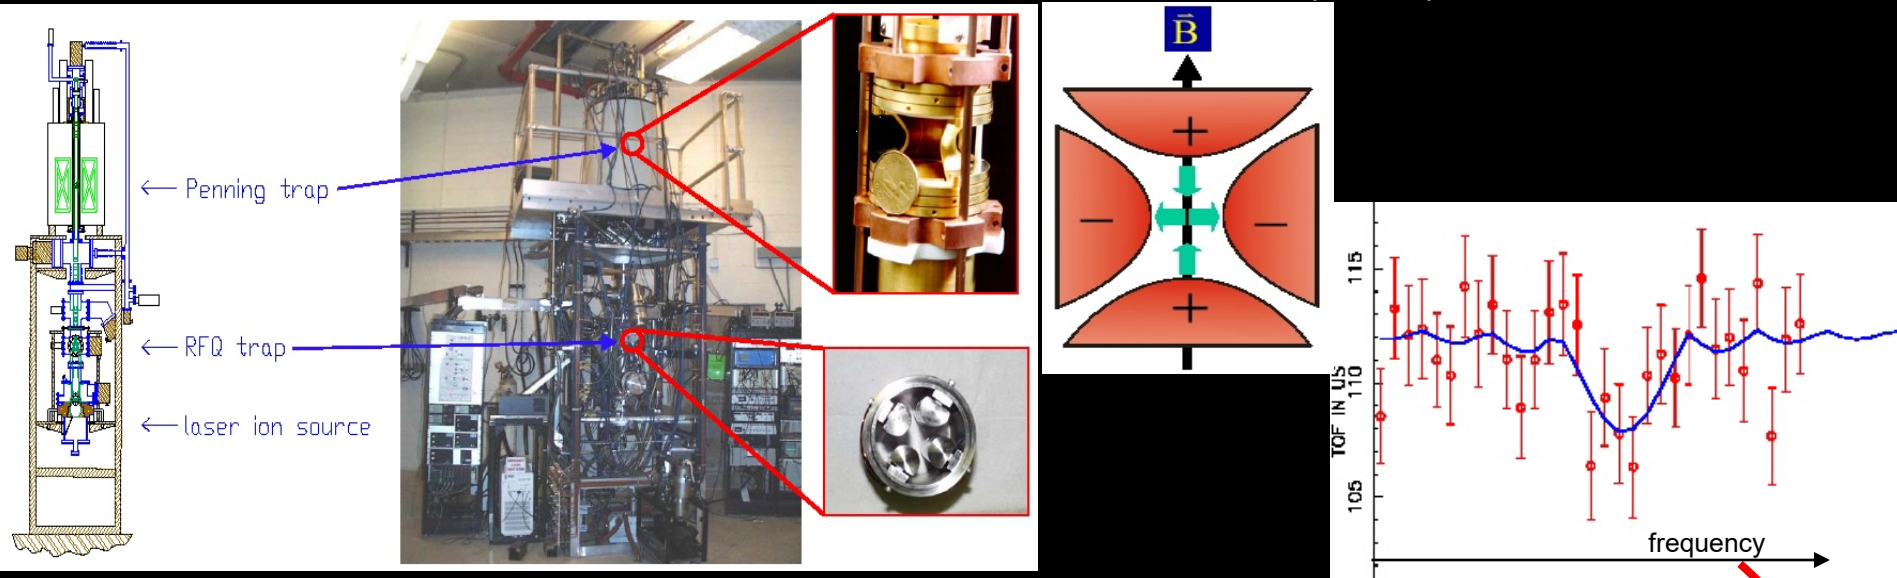 Penning trap
RFQ trap
laser ion source
B
+
−
−
+
TOF IN US
105
110
115
frequency